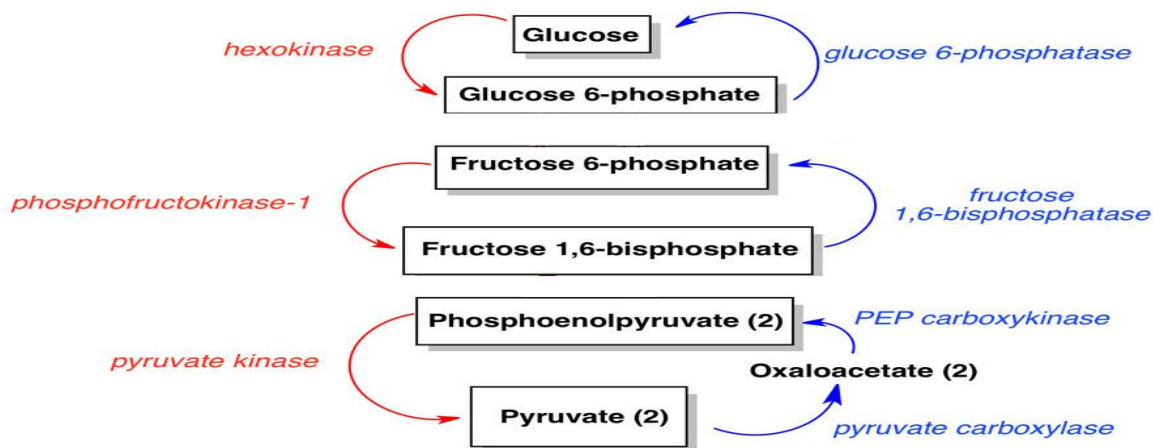 Glucose
hexokinase
glucose 6-phosphatase
Glucose 6-phosphate
Fructose 6-phosphate
phosphofructokinase-1
fructose
1,6-bisphosphatase
Fructose 1,6-bisphosphate
Phosphoenolpyruvate (2)
PEP carboxykinase
pyruvate kinase
Oxaloacetate (2)
Pyruvate (2)
pyruvate carboxylase